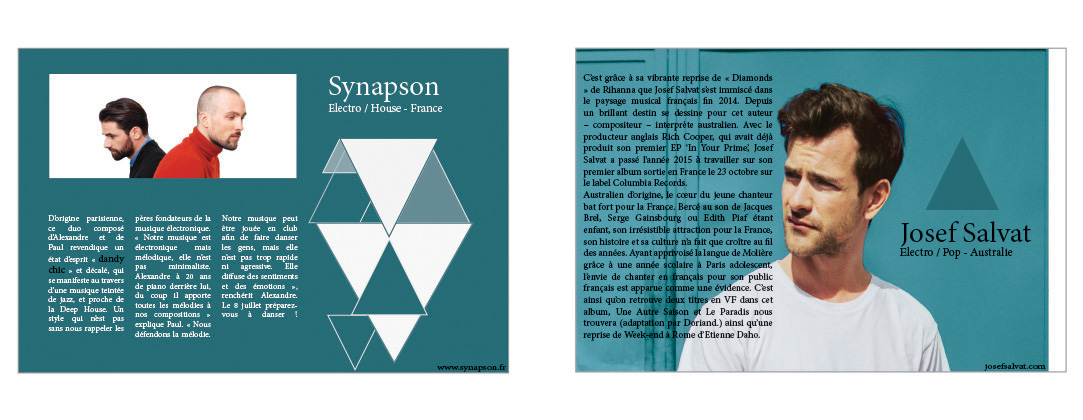 Synapson
Electro / House - France
D'origine parisienne,
ce duo composé
d'Alexandre et de
Paul revendique un
état d'esprit « dandy
chic » et décalé, qui
se manifeste au travers
d'une musique teintée
de jazz, et proche de
la Deep House. Un
style qui n'est pas
sans nous rappeler les
pères fondateurs de la
musique électronique.
« Notre musique est
électronique mais
mélodique, elle n'est
pas minimaliste.
Alexandre à 20 ans
de piano derrière lui,
du coup il apporte
toutes les mélodies à
nos compositions »
explique Paul. « Nous
défendons la mélodie.
Notre musique peut
être jouée en club
afin de faire danser
les gens, mais elle
n'est pas trop rapide
ni agressive. Elle
diffuse des sentiments
et des émotions »,
renchérit Alexandre.
Le 8 juillet préparez-
vous à danser !
www.synapson.fr
C'est grâce à sa vibrante reprise de « Diamonds
» de Rihanna que Josef Salvat s'est immiscé dans
le paysage musical français fin 2014. Depuis
un brillant destin se dessine pour cet auteur
– compositeur – interprète australien. Avec le
producteur anglais Rich Cooper, qui avait déjà
produit son premier EP 'In Your Prime', Josef
Salvat a passé l'année 2015 à travailler sur son
premier album sortie en France le 23 octobre sur
le label Columbia Records.
Australien d'origine, le cœur du jeune chanteur
bat fort pour la France. Bercé au son de Jacques
Brel, Serge Gainsbourg ou Edith Piaf étant
enfant, son irrésistible attraction pour la France,
son histoire et sa culture n'a fait que croître au fil
des années. Ayant apprivoisé la langue de Molière
grâce à une année scolaire à Paris adolescent,
l'envie de chanter en français pour son public
français est apparue comme une évidence. C'est
ainsi qu'on retrouve deux titres en VF dans cet
album, Une Autre Saison et Le Paradis nous
trouvera (adaptation par Doriand.) ainsi qu'une
reprise de Week-end à Rome d'Etienne Daho.
Josef Salvat
Electro / Pop - Australie
josefsalvat.com